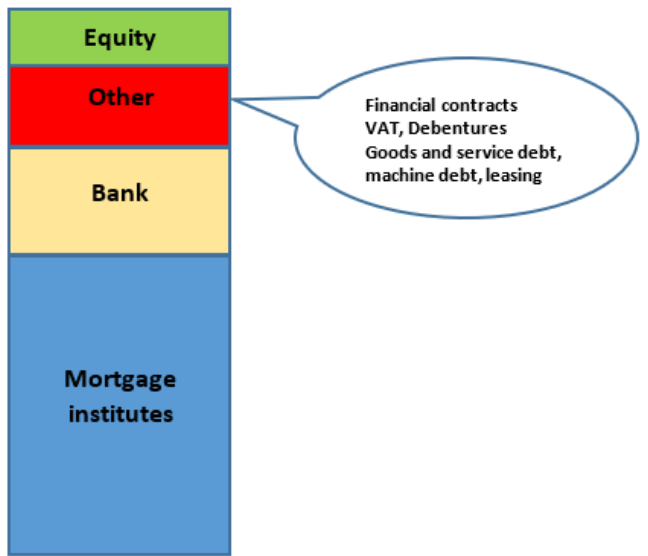 Equity
Other
Financial contracts
VAT, Debentures
Goods and service debt,
machine debt, leasing
Bank
Mortgage
institutes